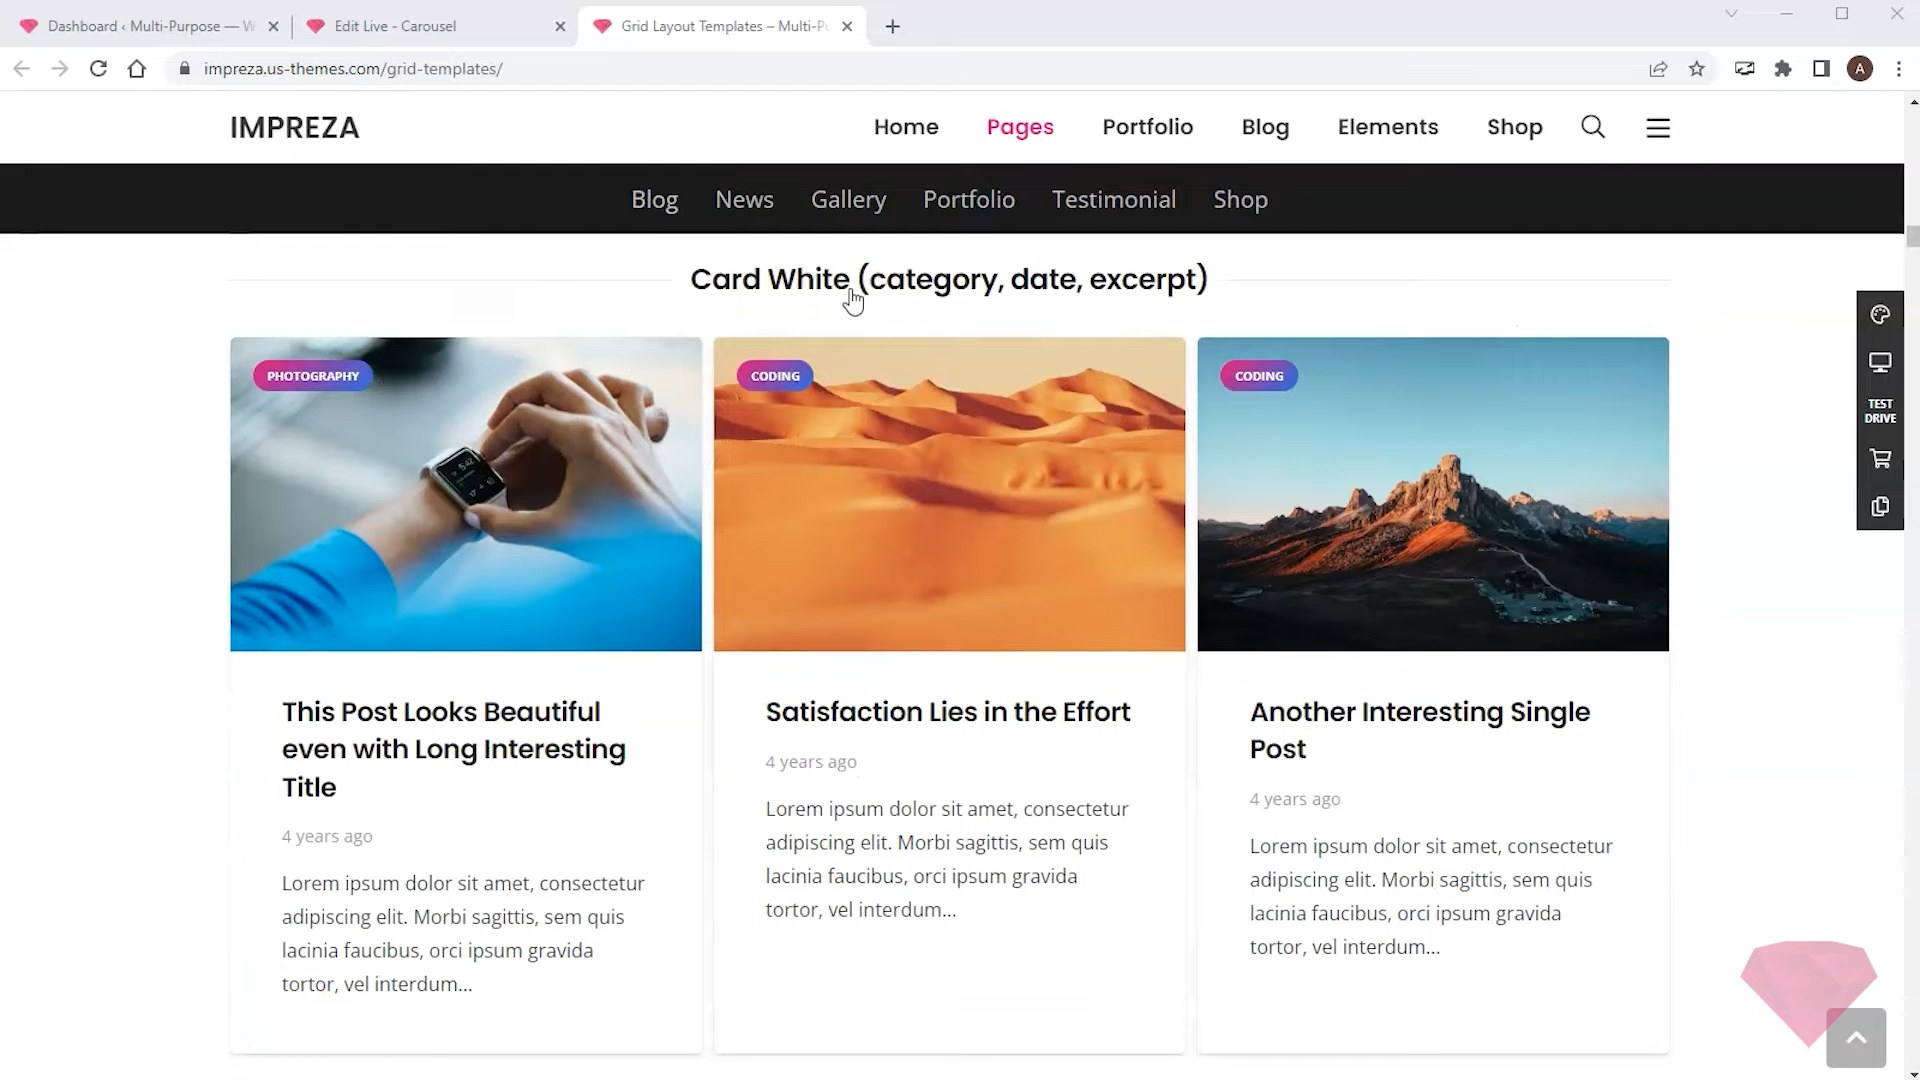 Dashboard ‹ Multi-Purpose — W
Edit Live - Carousel
Grid Layout Templates – Multi-Pu
impreza.us-themes.com/grid-templates/
A
IMPREZA
Home
Pages
Portfolio
Blog
Elements
Shop
Blog
News
Gallery
Portfolio
Testimonial
Shop
Card White (category, date, excerpt)
PHOTOGRAPHY
CODING
CODING
TEST
DRIVE
This Post Looks Beautiful
even with Long Interesting
Title
4 years ago
Lorem ipsum dolor sit amet, consectetur
adipiscing elit. Morbi sagittis, sem quis
lacinia faucibus, orci ipsum gravida
tortor, vel interdum...
Satisfaction Lies in the Effort
4 years ago
Lorem ipsum dolor sit amet, consectetur
adipiscing elit. Morbi sagittis, sem quis
lacinia faucibus, orci ipsum gravida
tortor, vel interdum...
Another Interesting Single
Post
4 years ago
Lorem ipsum dolor sit amet, consectetur
adipiscing elit. Morbi sagittis, sem quis
lacinia faucibus, orci ipsum gravida
tortor, vel interdum...